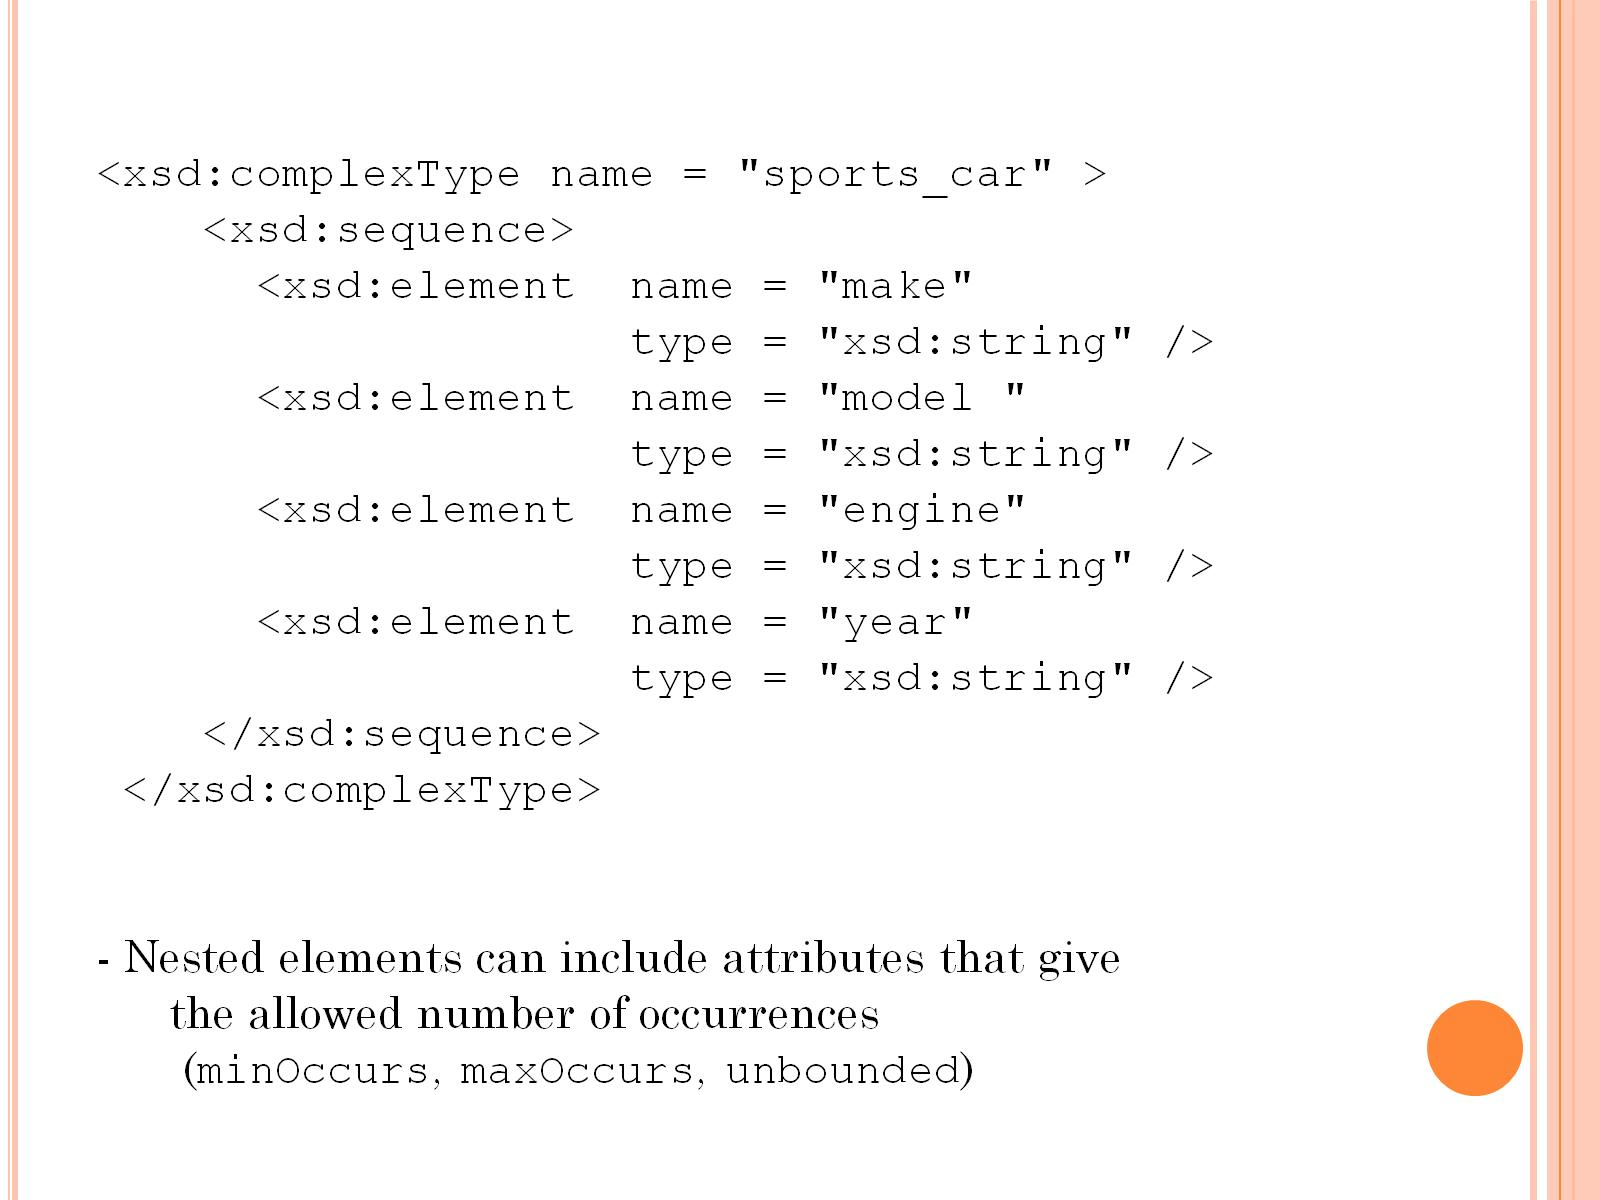 <xsd:complexType name = "sports_car" >
    <xsd:sequence>
      <xsd:element  name = "make"
                    type = "xsd:string" />
      <xsd:element  name = "model "
                    type = "xsd:string" />
      <xsd:element  name = "engine"
                    type = "xsd:string" />
      <xsd:element  name = "year"
                    type = "xsd:string" />
    </xsd:sequence>
 </xsd:complexType>
- Nested elements can include attributes that give
the allowed number of occurrences
(minOccurs, maxOccurs, unbounded)